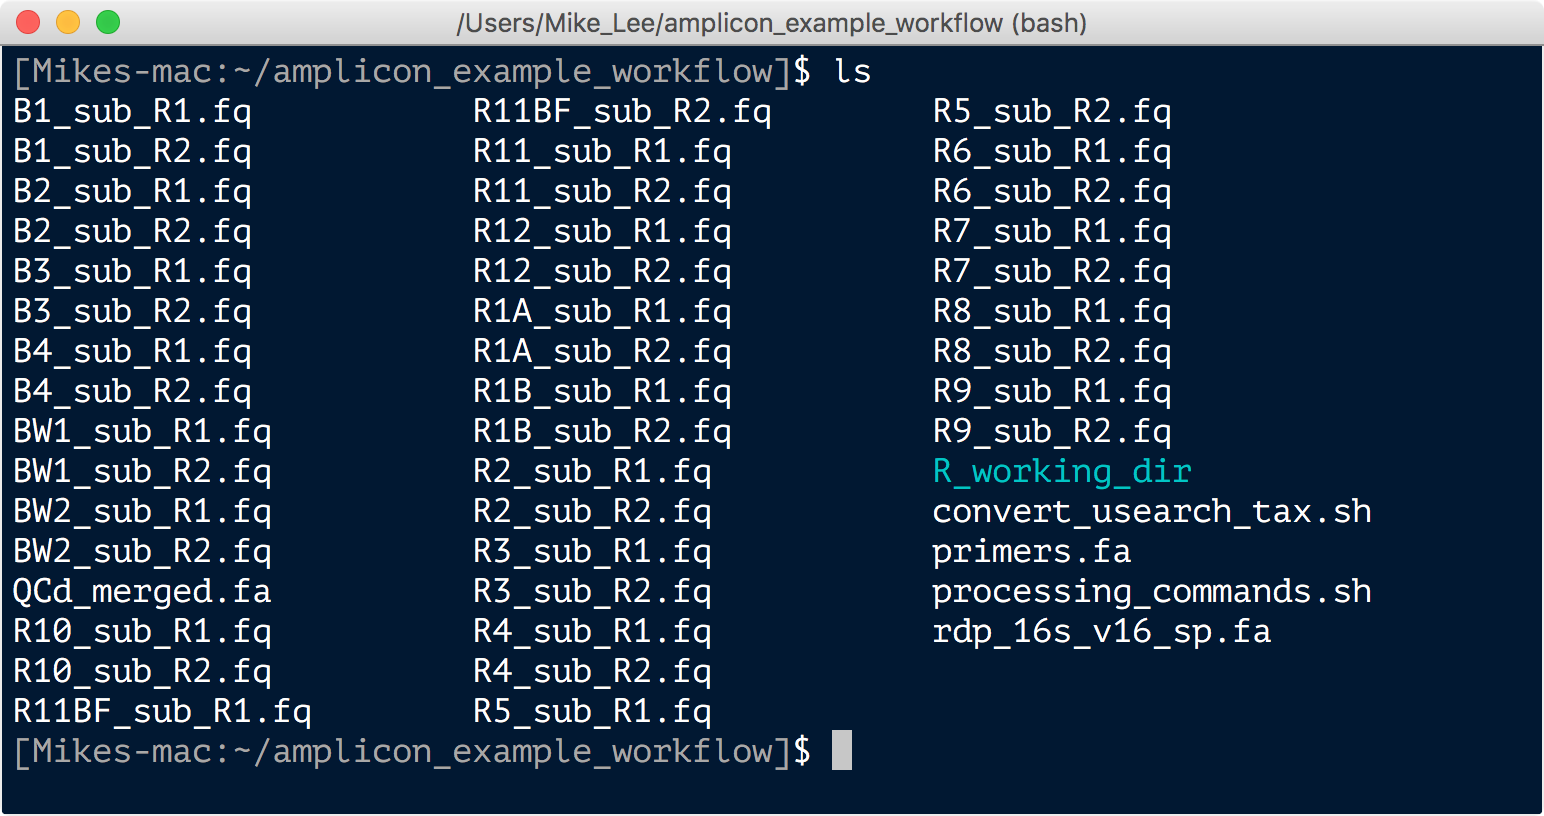 /Users/Mike_Lee/amplicon_example_workflow (bash)
[Mikes-mac:~/amplicon_example_workflow]$ ls
B1_sub_R1.fq R11BF_sub_R2.fq R5_sub_R2.fq
B1_sub_R2.fq R11_sub_R1.fq R6_sub_R1.fq
B2_sub_R1.fq R11_sub_R2.fq R6_sub_R2.fq
B2_sub_R2.fq R12_sub_R1.fq R7_sub_R1.fq
B3_sub_R1.fq R12_sub_R2.fq R7_sub_R2.fq
B3_sub_R2.fq R1A_sub_R1.fq R8_sub_R1.fq
B4_sub_R1.fq R1A_sub_R2.fq R8_sub_R2.fq
B4_sub_R2.fq R1B_sub_R1.fq R9_sub_R1.fq
BW1_sub_R1.fq R1B_sub_R2.fq R9_sub_R2.fq
BW1_sub_R2.fq R2_sub_R1.fq R_working_dir
BW2_sub_R1.fq R2_sub_R2.fq convert_usearch_tax.sh
BW2_sub_R2.fq R3_sub_R1.fq primers.fa
QCd_merged.fa R3_sub_R2.fq processing_commands.sh
R10_sub_R1.fq R4_sub_R1.fq rdp_16s_v16_sp.fa
R10_sub_R2.fq R4_sub_R2.fq
R11BF_sub_R1.fq R5_sub_R1.fq
[Mikes-mac:~/amplicon_example_workflow]$